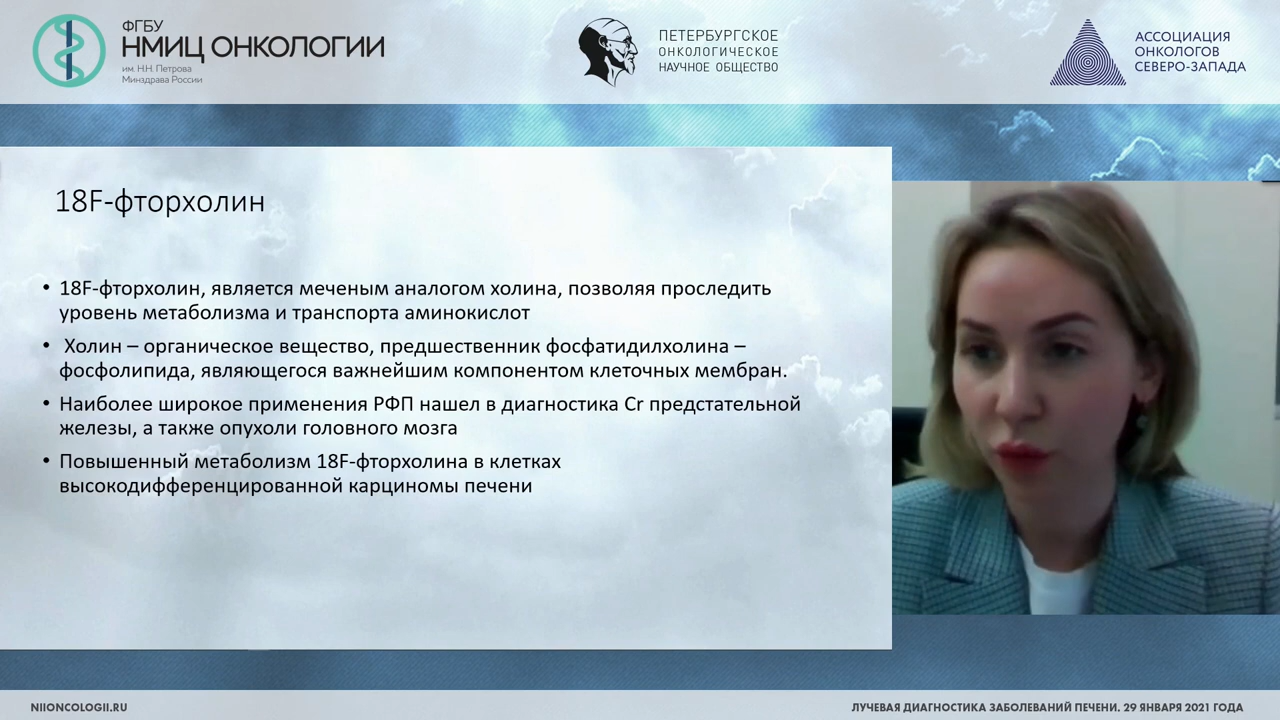 ФГБУ
НМИЦ ОНКОЛОГИИ
им. Н.Н. Петрова
Минздрава России
ПЕТЕРБУРГСКОЕ
ОНКОЛОГИЧЕСКОЕ
НАУЧНОЕ ОБЩЕСТВО
АССОЦИАЦИЯ
ОНКОЛОГОВ
СЕВЕРО-ЗАПАДА
18F-фторхолин
• 18F-фторхолин, является меченым аналогом холина, позволяя проследить
уровень метаболизма и транспорта аминокислот
• Холин – органическое вещество, предшественник фосфатидилхолина –
фосфолипида, являющегося важнейшим компонентом клеточных мембран.
• Наиболее широкое применения РФП нашел в диагностика Cr предстательной
железы, а также опухоли головного мозга
• Повышенный метаболизм 18F-фторхолина в клетках
высокодифференцированной карциномы печени
NIIONCOLOGII.RU
ЛУЧЕВАЯ ДИАГНОСТИКА ЗАБОЛЕВАНИЙ ПЕЧЕНИ. 29 ЯНВАРЯ 2021 ГОДА